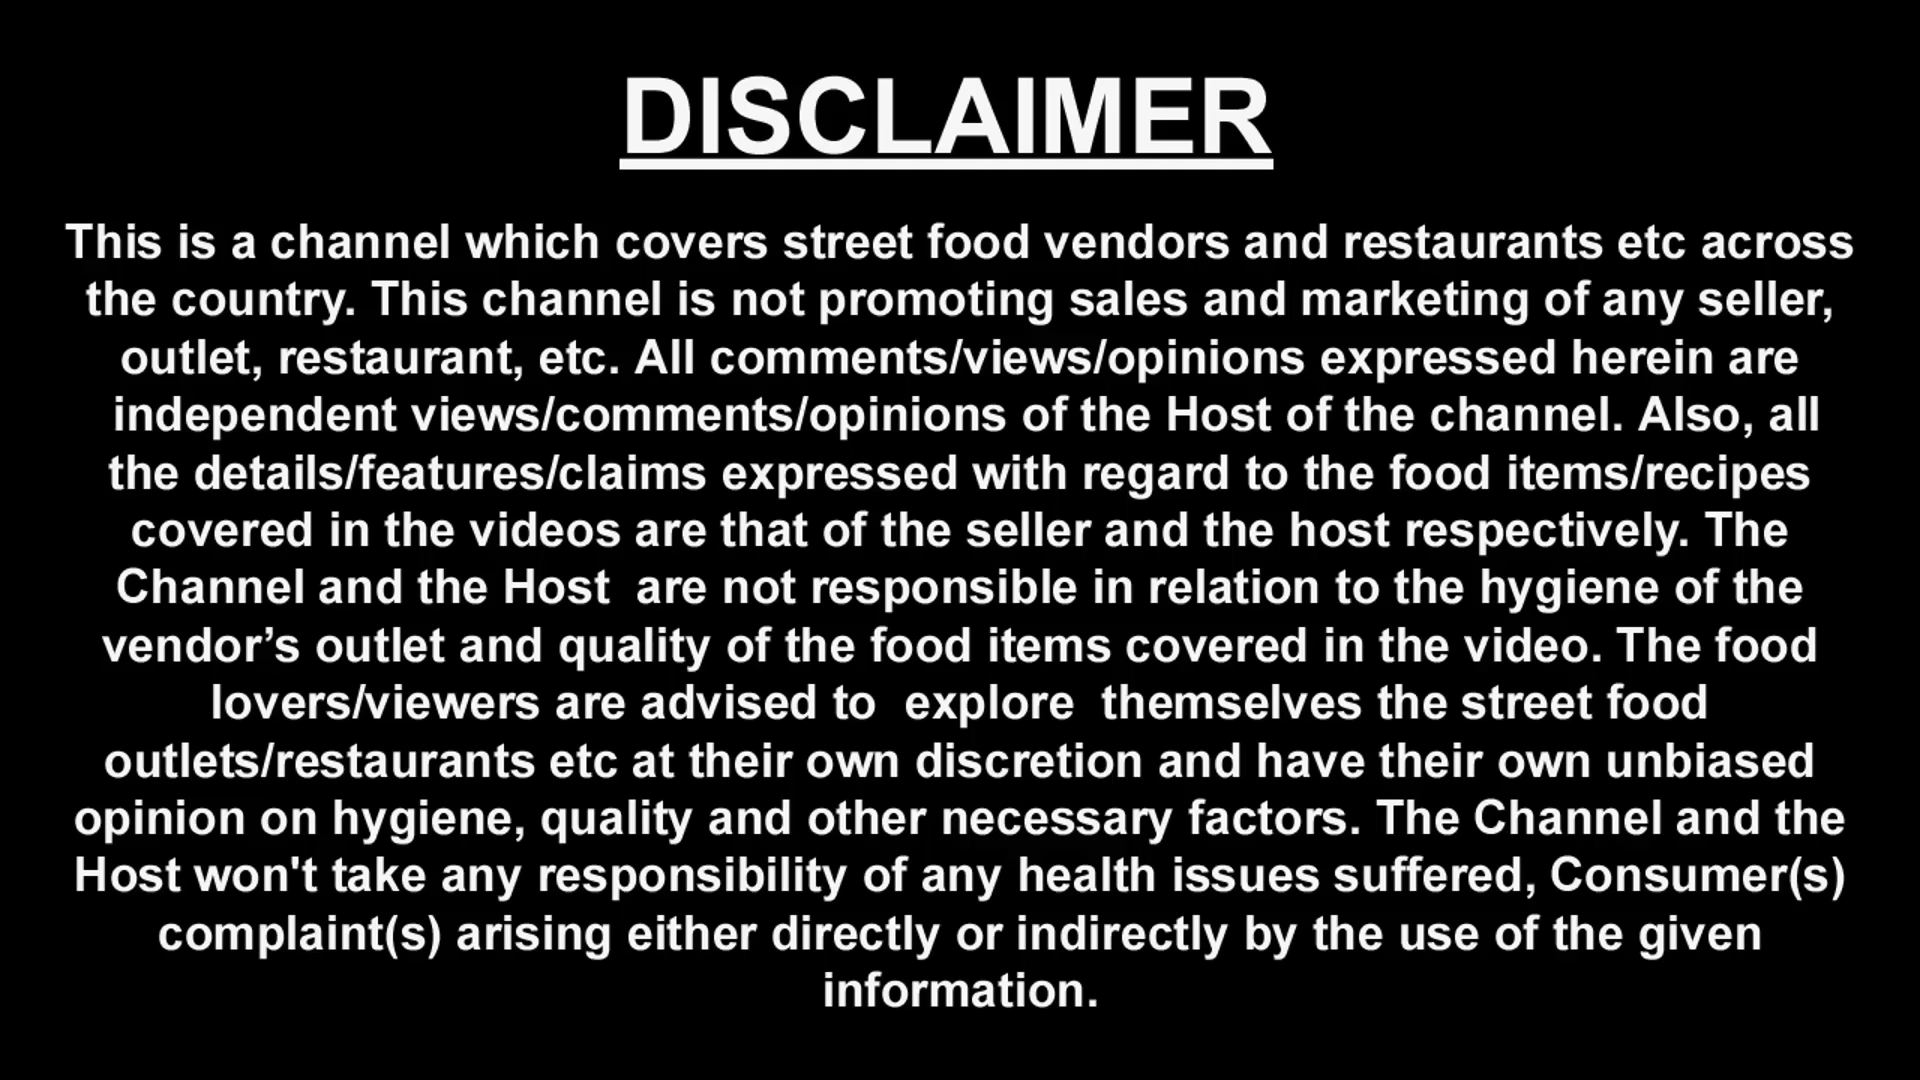 DISCLAIMER
This is a channel which covers street food vendors and restaurants etc across
the country. This channel is not promoting sales and marketing of any seller,
outlet, restaurant, etc. All comments/views/opinions expressed herein are
independent views/comments/opinions of the Host of the channel. Also, all
the details/features/claims expressed with regard to the food items/recipes
covered in the videos are that of the seller and the host respectively. The
Channel and the Host  are not responsible in relation to the hygiene of the
vendor’s outlet and quality of the food items covered in the video. The food
lovers/viewers are advised to  explore  themselves the street food
outlets/restaurants etc at their own discretion and have their own unbiased
opinion on hygiene, quality and other necessary factors. The Channel and the
Host won't take any responsibility of any health issues suffered, Consumer(s)
complaint(s) arising either directly or indirectly by the use of the given
information.